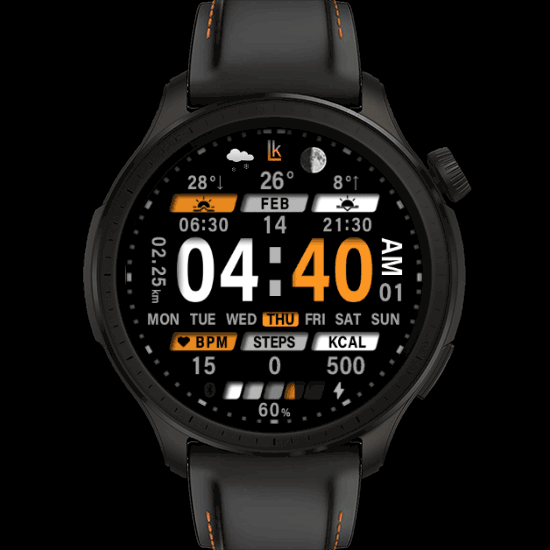 lk
28°↓ 26° 8°↑
FEB
06:30 14 21:30
02.25 km
04:40 AM
01
MON TUE WED THU FRI SAT SUN
BPM STEPS KCAL
15 0 500
60%